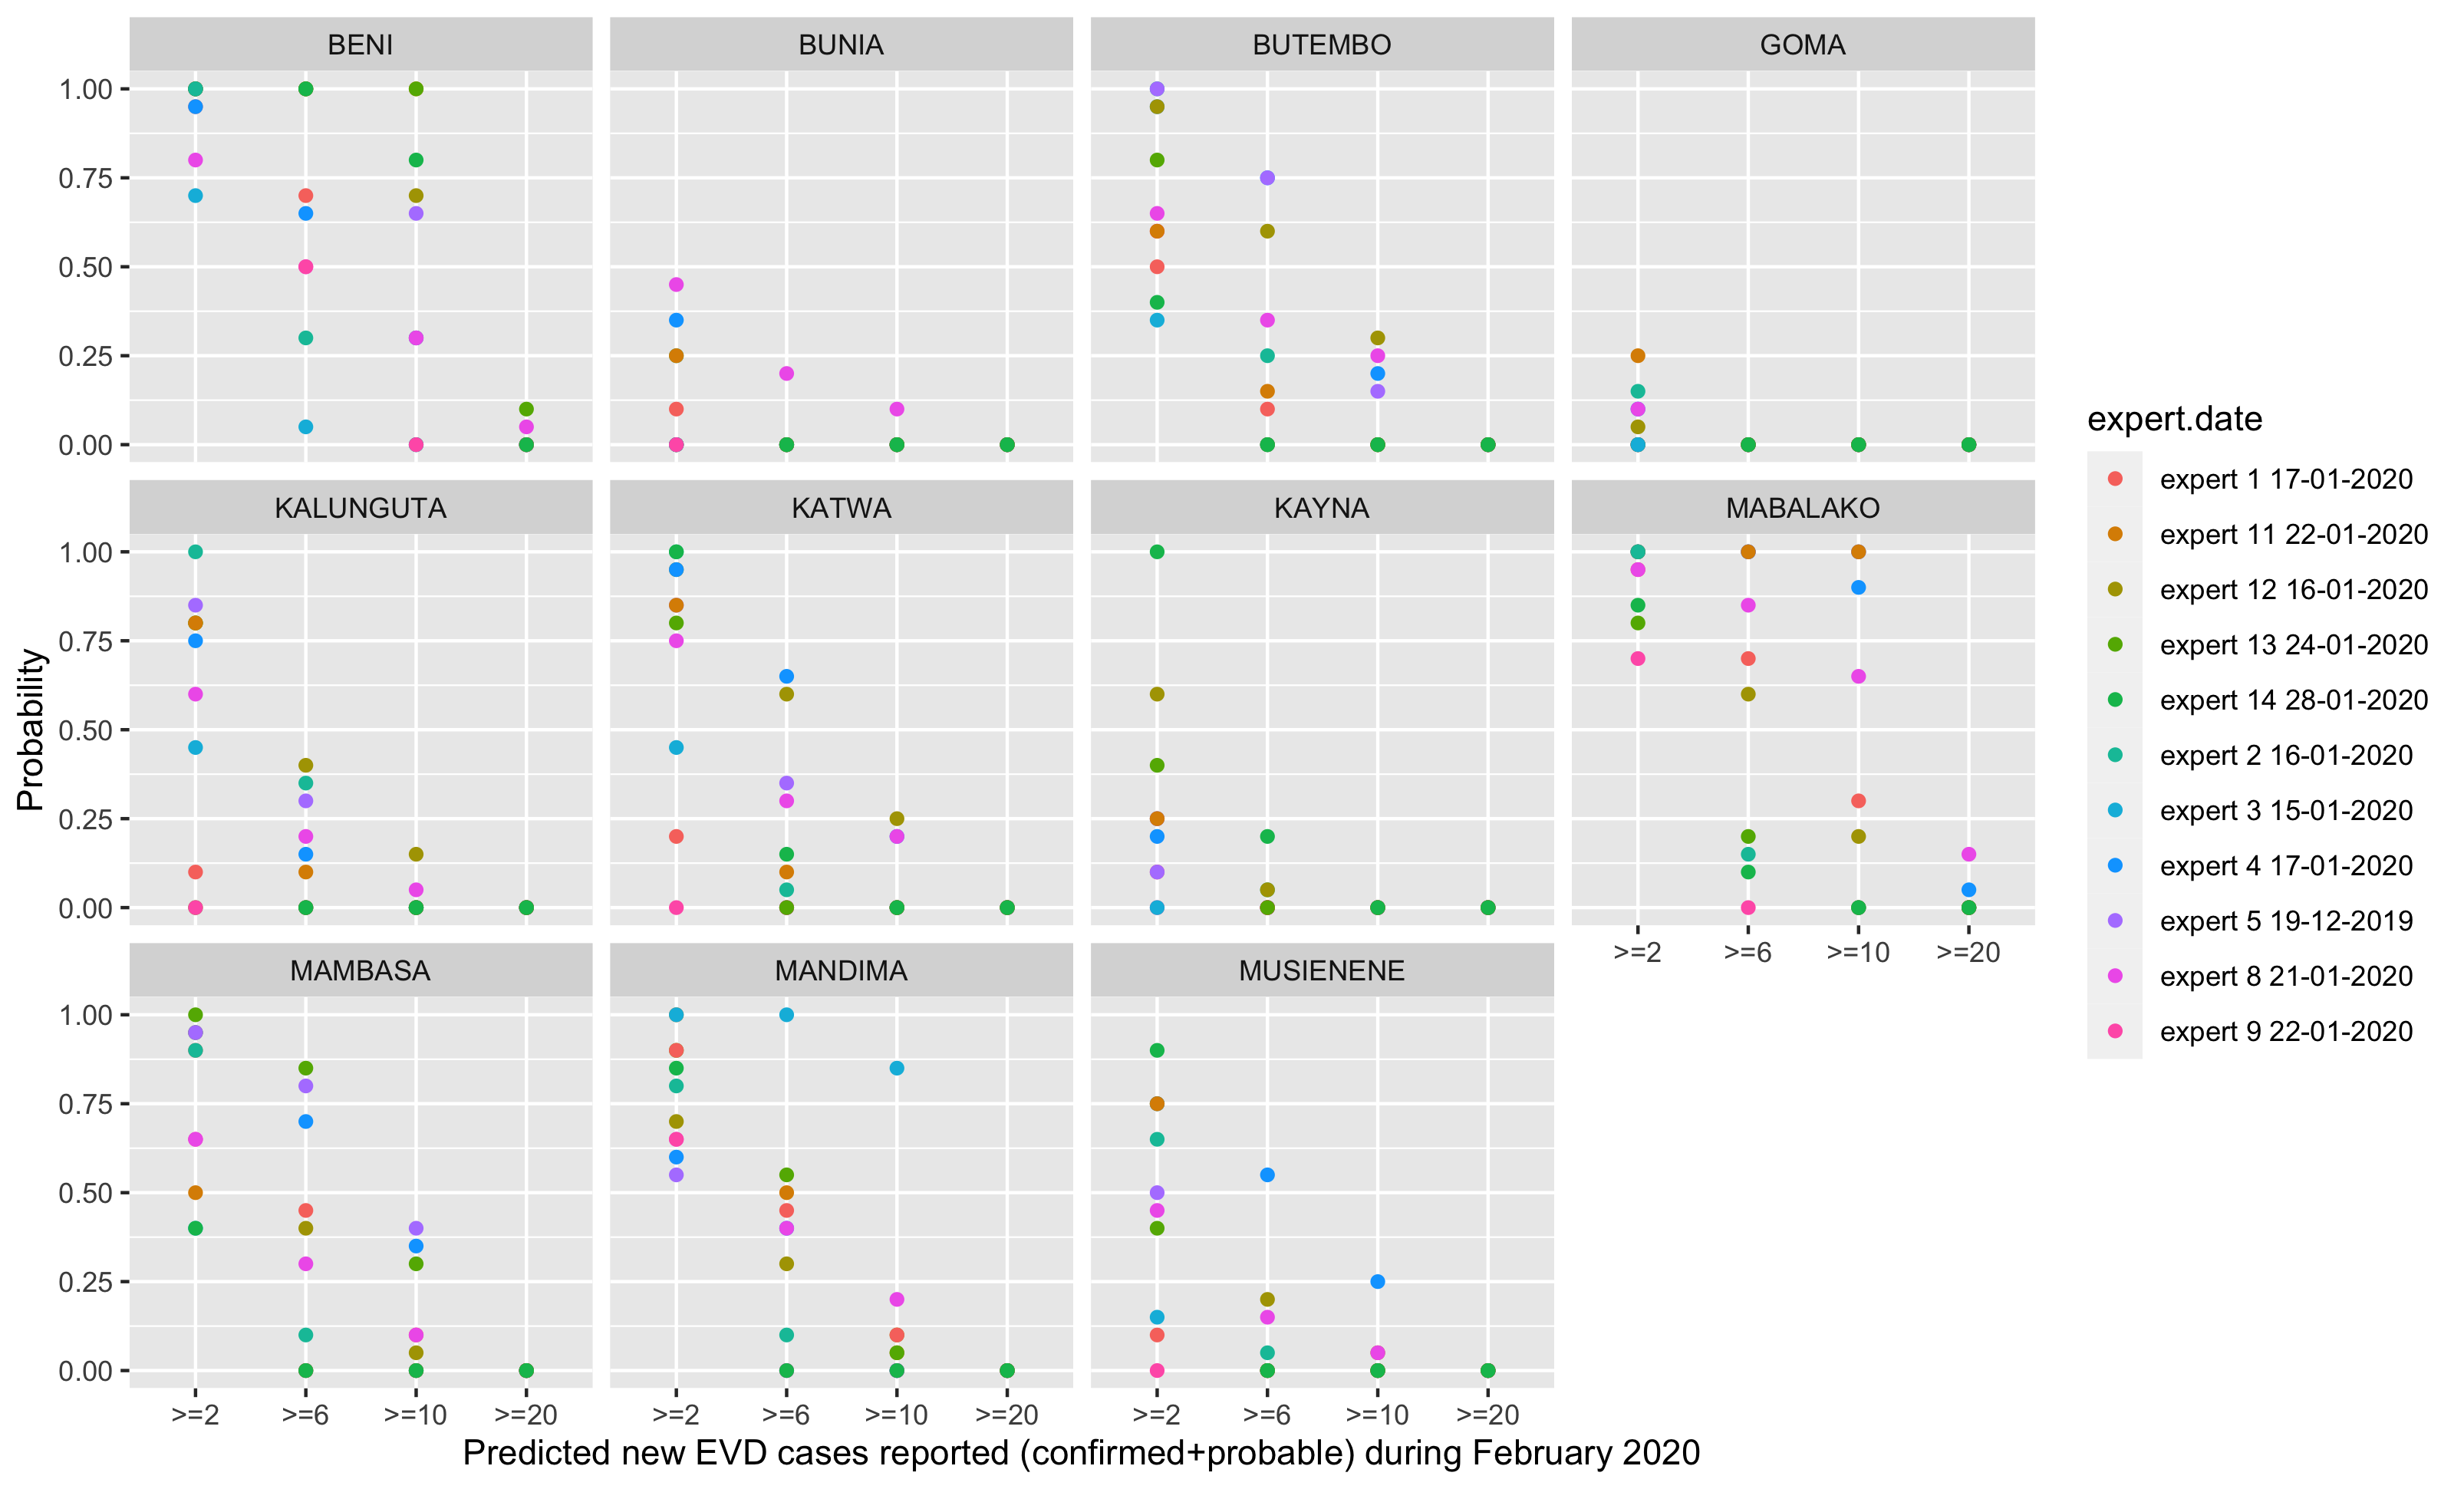 BENI BUNIA BUTEMBO GOMA
1.00
0.75
0.50
0.25
0.00
KALUNGUTA KATWA KAYNA MABALAKO
1.00
0.75
0.50
0.25
0.00
>=2 >=6 >=10 >=20
MAMBASA MANDIMA MUSIENENE
1.00
0.75
0.50
0.25
0.00
>=2 >=6 >=10 >=20 >=2 >=6 >=10 >=20 >=2 >=6 >=10 >=20
Probability
Predicted new EVD cases reported (confirmed+probable) during February 2020
expert.date
expert 1 17-01-2020
expert 11 22-01-2020
expert 12 16-01-2020
expert 13 24-01-2020
expert 14 28-01-2020
expert 2 16-01-2020
expert 3 15-01-2020
expert 4 17-01-2020
expert 5 19-12-2019
expert 8 21-01-2020
expert 9 22-01-2020